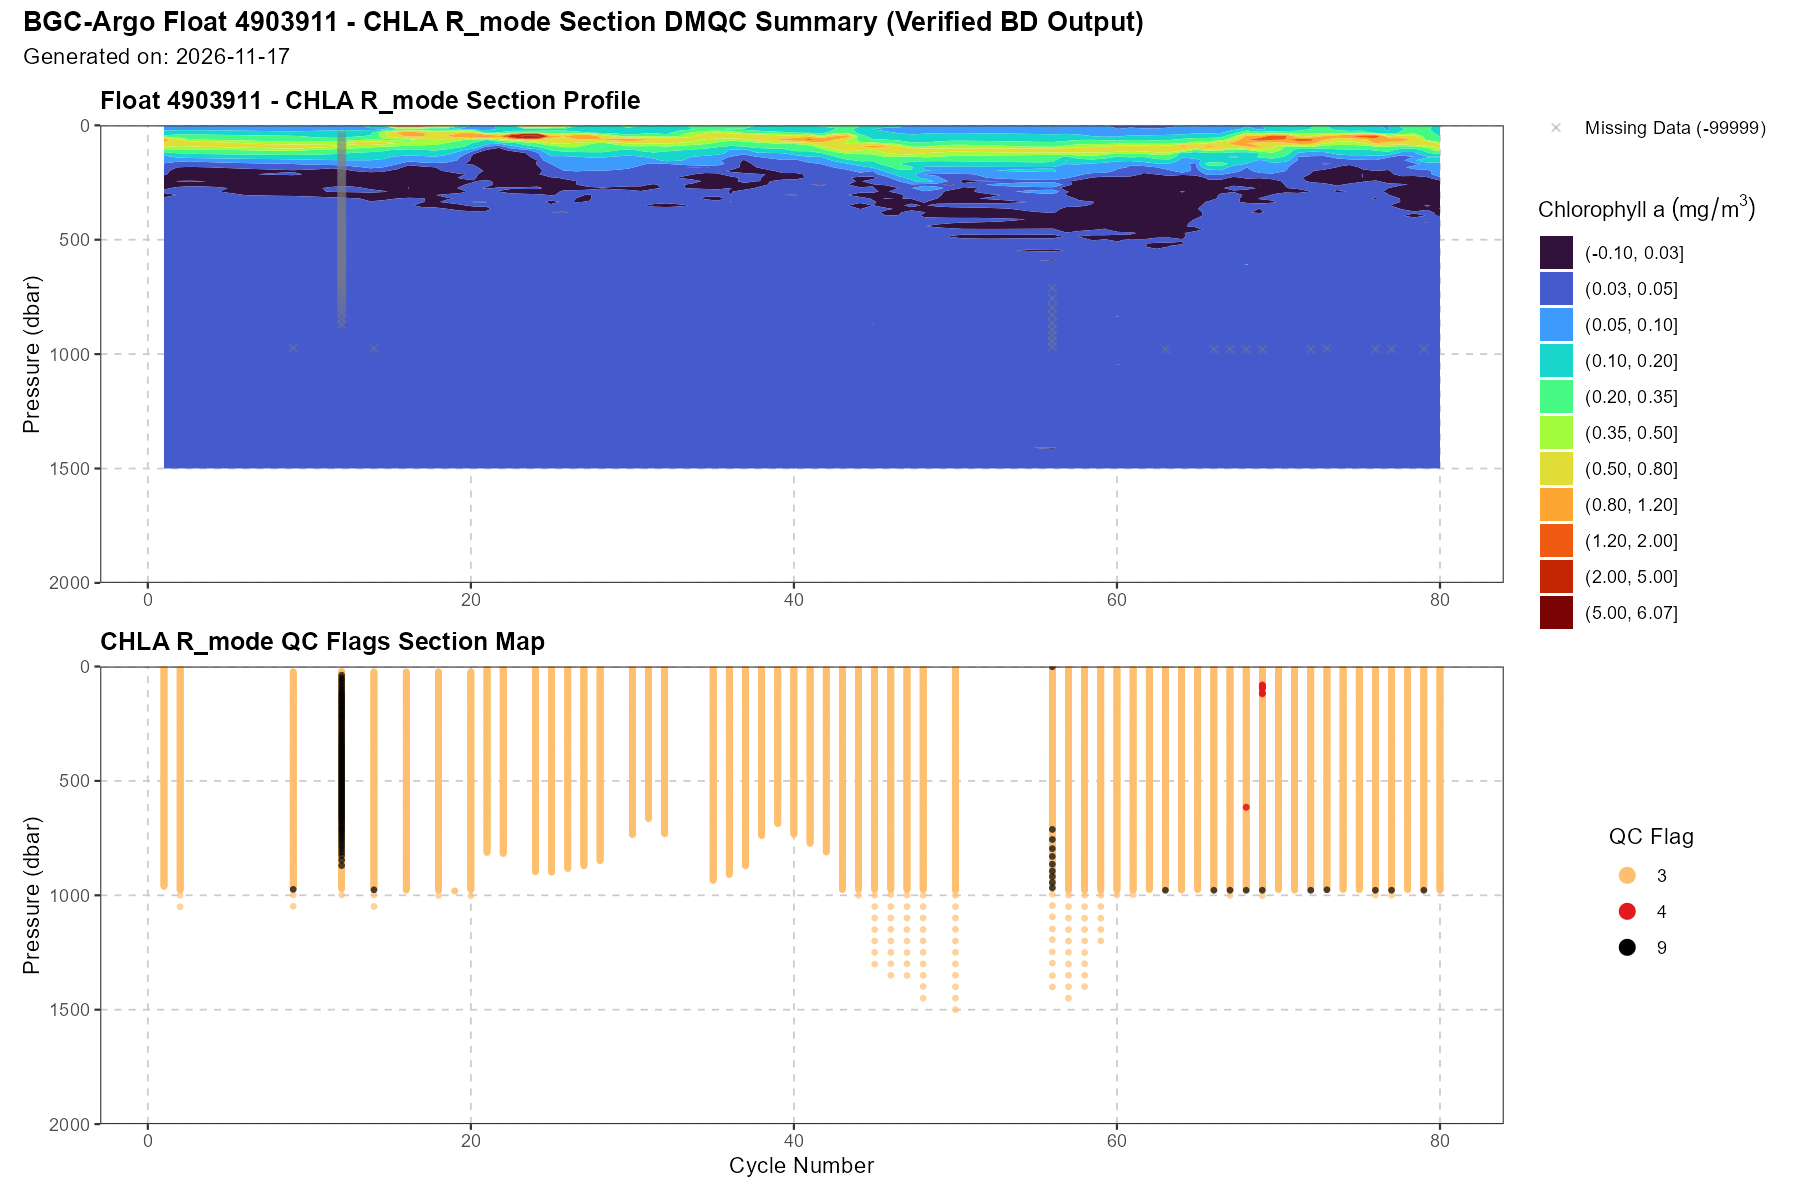 BGC-Argo Float 4903911 - CHLA R_mode Section DMQC Summary (Verified BD Output)
Generated on: 2026-11-17
Float 4903911 - CHLA R_mode Section Profile
0
500
1000
1500
2000
Pressure (dbar)
0 20 40 60 80
Missing Data (-99999)
Chlorophyll a (mg/m³)
(-0.10, 0.03]
(0.03, 0.05]
(0.05, 0.10]
(0.10, 0.20]
(0.20, 0.35]
(0.35, 0.50]
(0.50, 0.80]
(0.80, 1.20]
(1.20, 2.00]
(2.00, 5.00]
(5.00, 6.07]
CHLA R_mode QC Flags Section Map
0
500
1000
1500
2000
Pressure (dbar)
0 20 40 60 80
Cycle Number
QC Flag
3
4
9